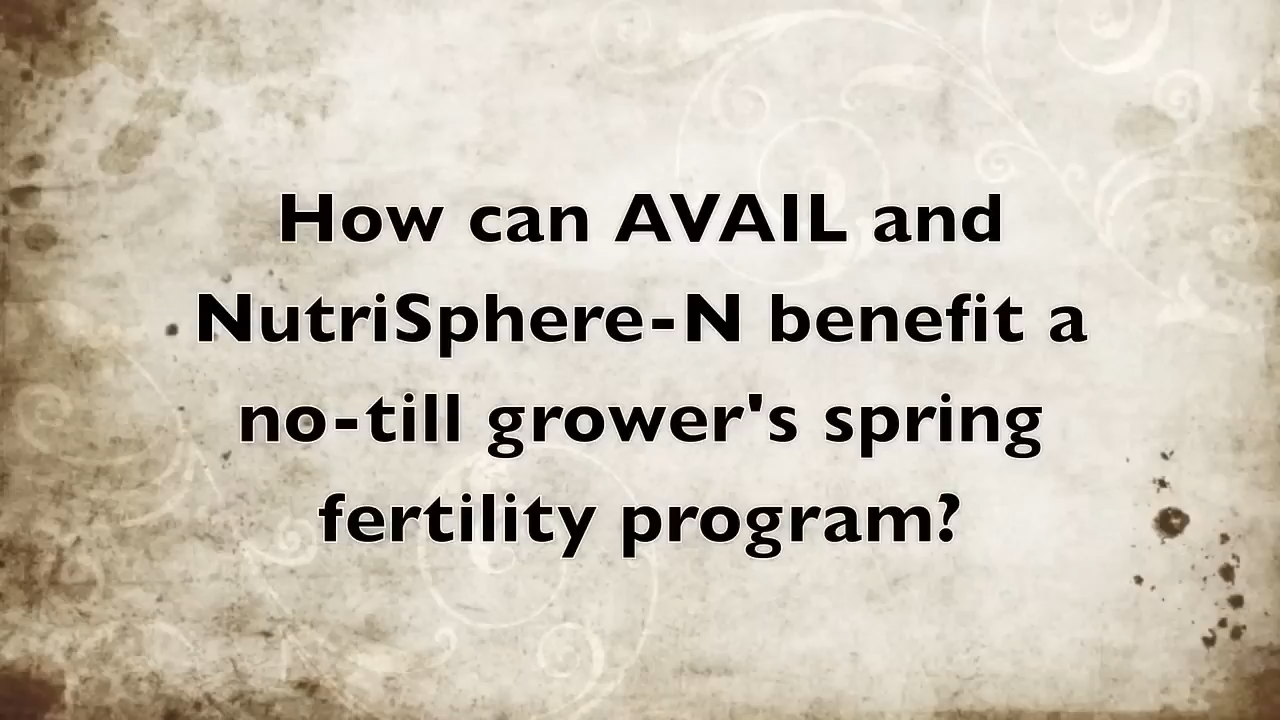 How can AVAIL and
NutriSphere-N benefit a
no-till grower's spring
fertility program?